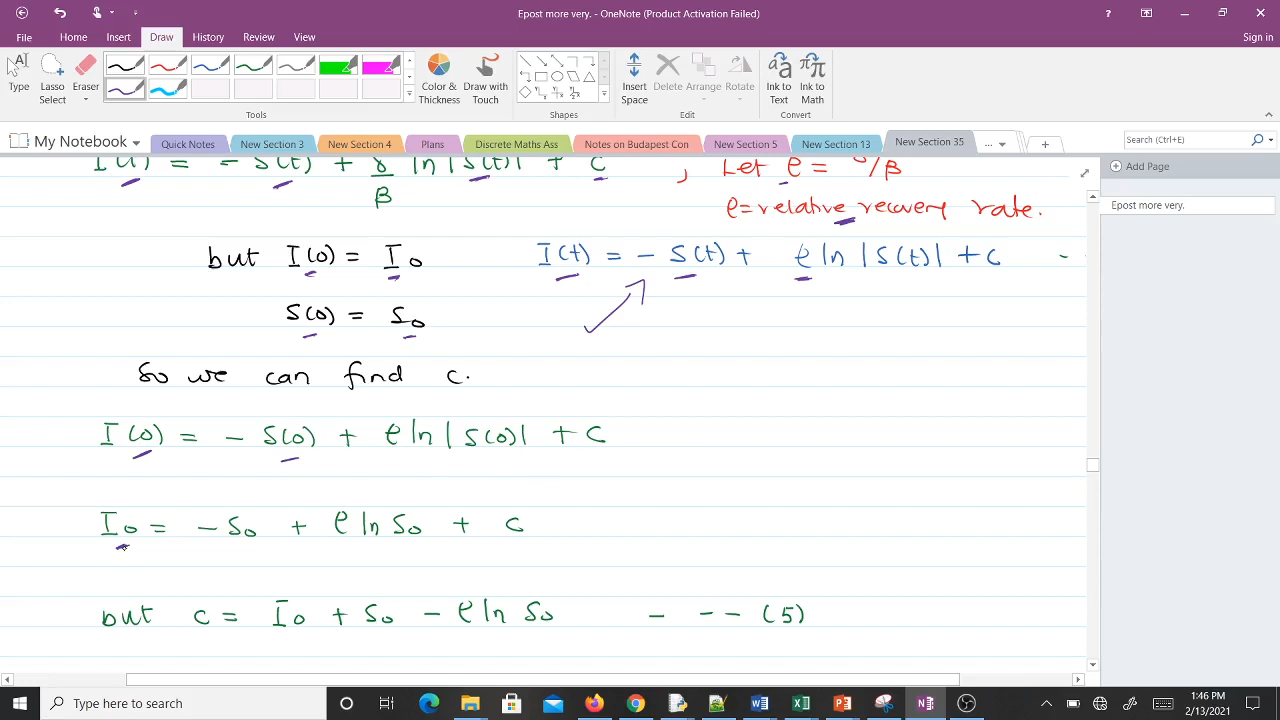 Epost more very. - OneNote (Product Activation Failed)
File Home Insert Draw History Review View Sign in
Type Lasso Select Eraser Color & Thickness Draw with Touch Insert Space Delete Arrange Rotate Ink to Text Ink to Math
Tools Shapes Edit Convert
My Notebook Quick Notes New Section 3 New Section 4 Plans Discrete Maths Ass Notes on Budapest Con New Section 5 New Section 13 New Section 35 ... Search (Ctrl+E)
Add Page
Epost more very.
I(t) = - S(t) + γ/β ln |S(t)| + C , Let ρ = γ/β
ρ = relative recovery rate.
but I(0) = I₀ I(t) = - S(t) + ρ ln |S(t)| + C -
S(0) = S₀
So we can find c.
I(0) = - S(0) + ρ ln |S(0)| + C
I₀ = -S₀ + ρ ln S₀ + C
but c = I₀ + S₀ - ρ ln S₀ - - - (5)
Type here to search
1:46 PM
2/13/2021